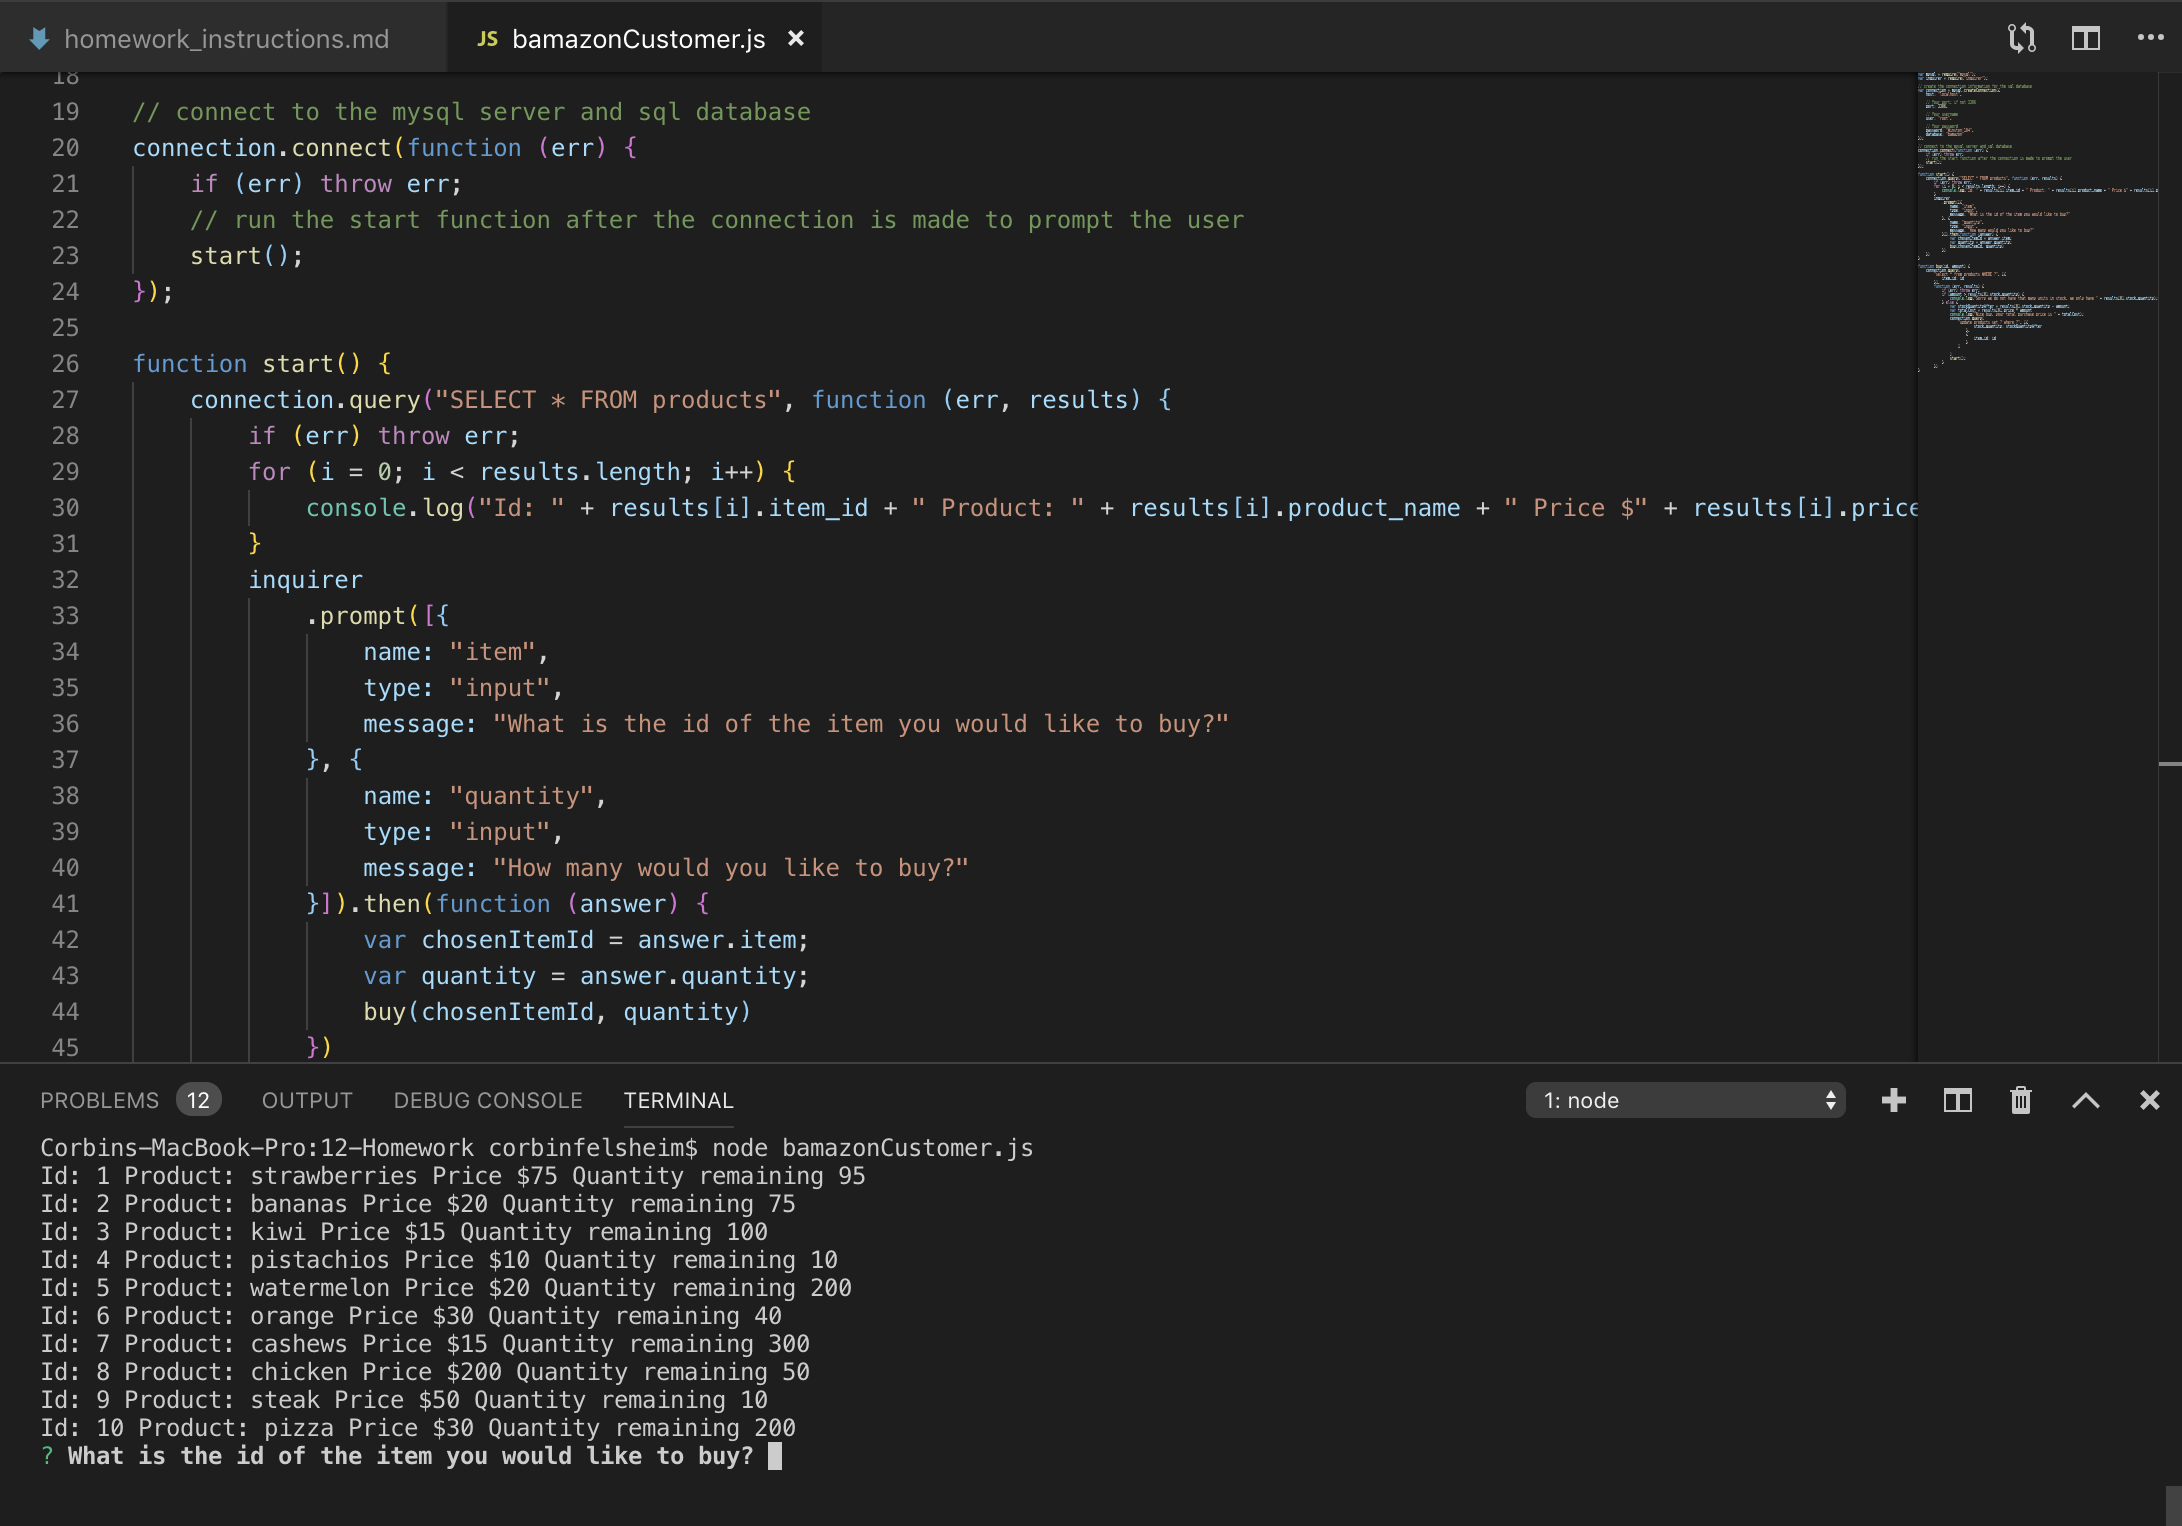 homework_instructions.md
JS bamazonCustomer.js
18
19 // connect to the mysql server and sql database
20 connection.connect(function (err) {
21 if (err) throw err;
22 // run the start function after the connection is made to prompt the user
23 start();
24 });
25
26 function start() {
27 connection.query("SELECT * FROM products", function (err, results) {
28 if (err) throw err;
29 for (i = 0; i < results.length; i++) {
30 console.log("Id: " + results[i].item_id + " Product: " + results[i].product_name + " Price $" + results[i].price
31 }
32 inquirer
33 .prompt([{
34 name: "item",
35 type: "input",
36 message: "What is the id of the item you would like to buy?"
37 }, {
38 name: "quantity",
39 type: "input",
40 message: "How many would you like to buy?"
41 }]).then(function (answer) {
42 var chosenItemId = answer.item;
43 var quantity = answer.quantity;
44 buy(chosenItemId, quantity)
45 })
PROBLEMS 12 OUTPUT DEBUG CONSOLE TERMINAL 1: node
Corbins-MacBook-Pro:12-Homework corbinfelsheim$ node bamazonCustomer.js
Id: 1 Product: strawberries Price $75 Quantity remaining 95
Id: 2 Product: bananas Price $20 Quantity remaining 75
Id: 3 Product: kiwi Price $15 Quantity remaining 100
Id: 4 Product: pistachios Price $10 Quantity remaining 10
Id: 5 Product: watermelon Price $20 Quantity remaining 200
Id: 6 Product: orange Price $30 Quantity remaining 40
Id: 7 Product: cashews Price $15 Quantity remaining 300
Id: 8 Product: chicken Price $200 Quantity remaining 50
Id: 9 Product: steak Price $50 Quantity remaining 10
Id: 10 Product: pizza Price $30 Quantity remaining 200
? What is the id of the item you would like to buy?